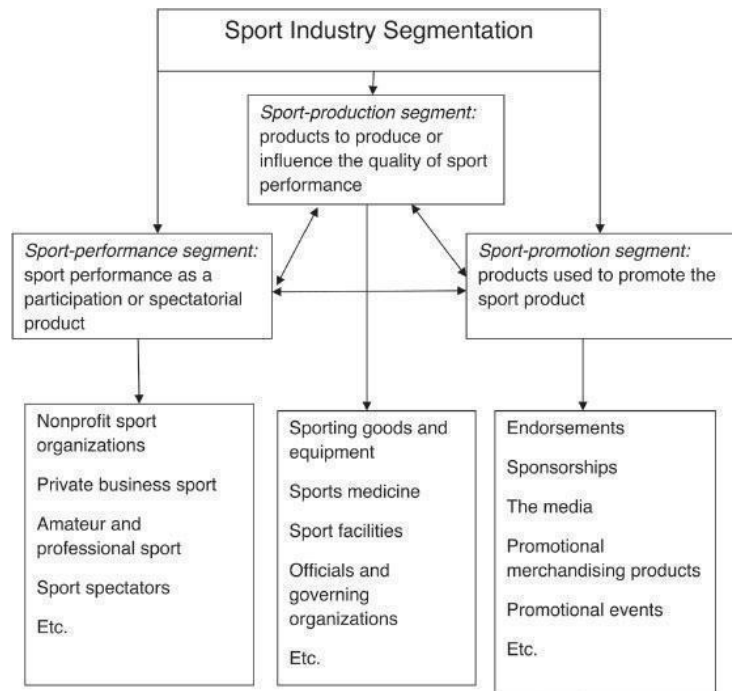 Sport Industry Segmentation
Sport-production segment:
products to produce or
influence the quality of sport
performance
Sport-performance segment:
sport performance as a
participation or spectatorial
product
Sport-promotion segment:
products used to promote the
sport product
Nonprofit sport
organizations
Private business sport
Amateur and
professional sport
Sport spectators
Etc.
Sporting goods and
equipment
Sports medicine
Sport facilities
Officials and
governing
organizations
Etc.
Endorsements
Sponsorships
The media
Promotional
merchandising products
Promotional events
Etc.